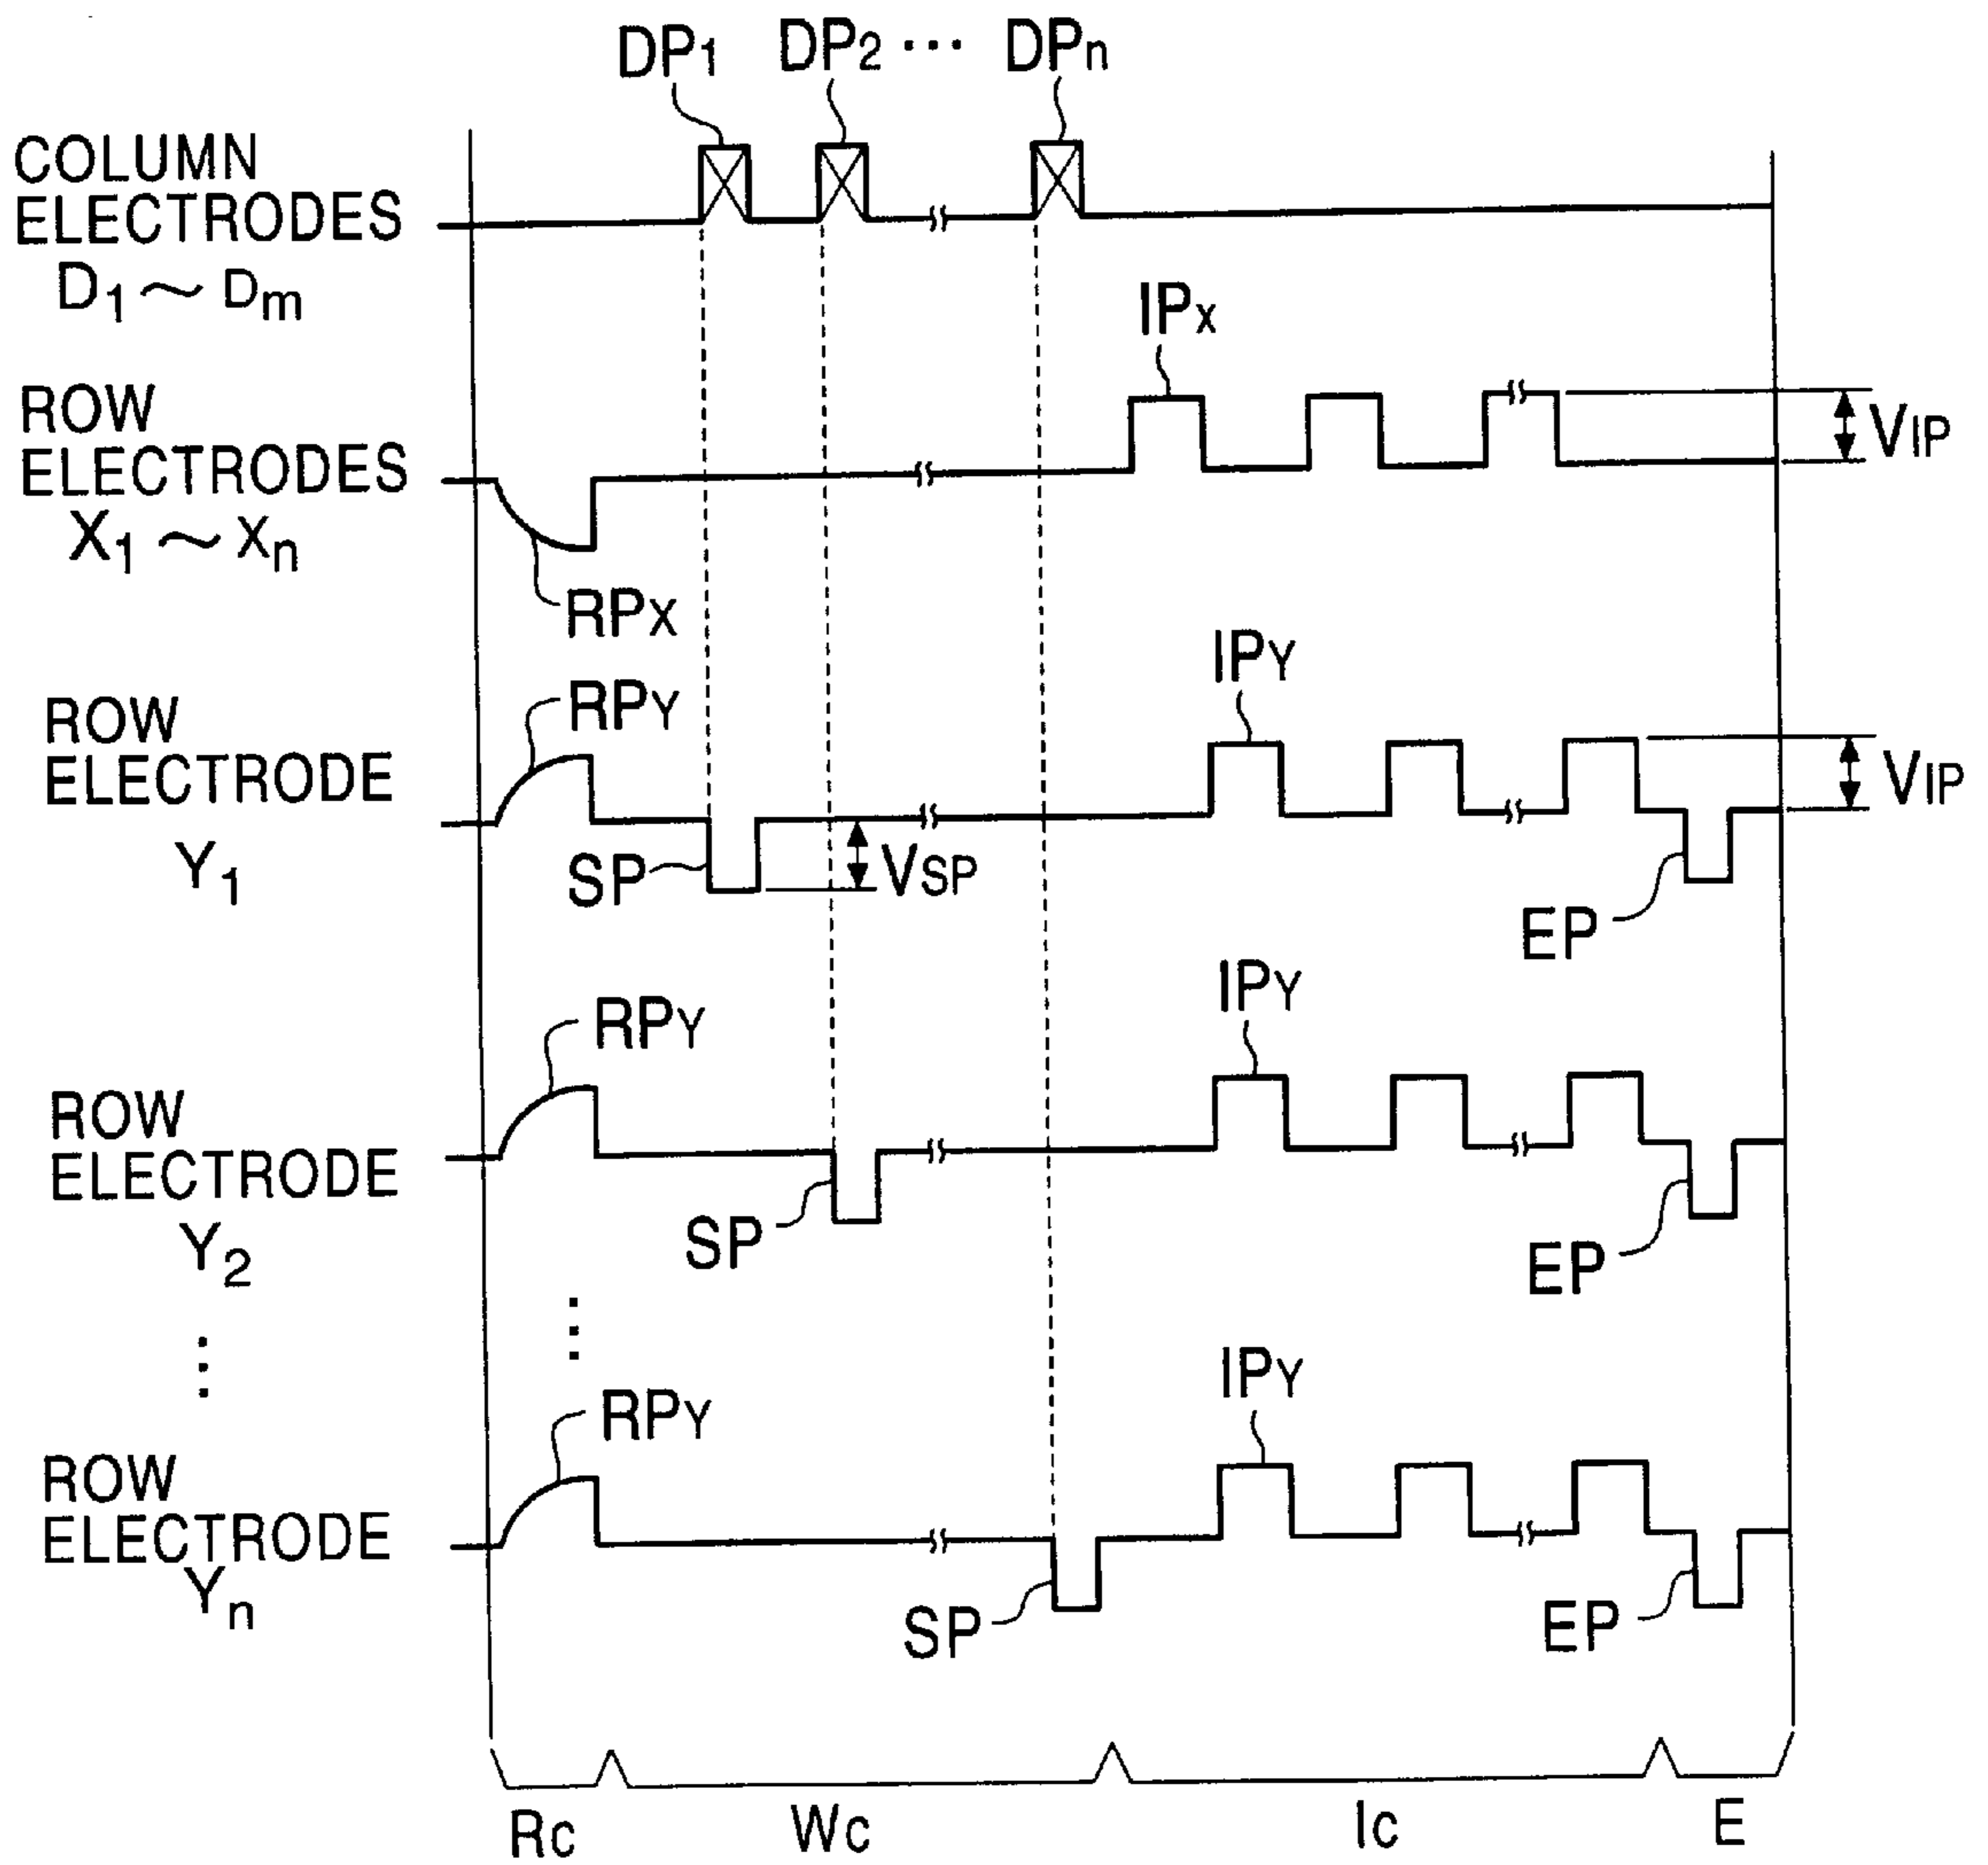 DP1 DP2 ··· DPn
COLUMN
ELECTRODES
D1~Dm
IPX
ROW
ELECTRODES
X1~Xn
VIP
RPX
IPY
RPY
ROW
ELECTRODE
Y1
VIP
SP
VSP
EP
IPY
RPY
ROW
ELECTRODE
Y2
SP
EP
IPY
RPY
ROW
ELECTRODE
Yn
SP
EP
RC WC IC E